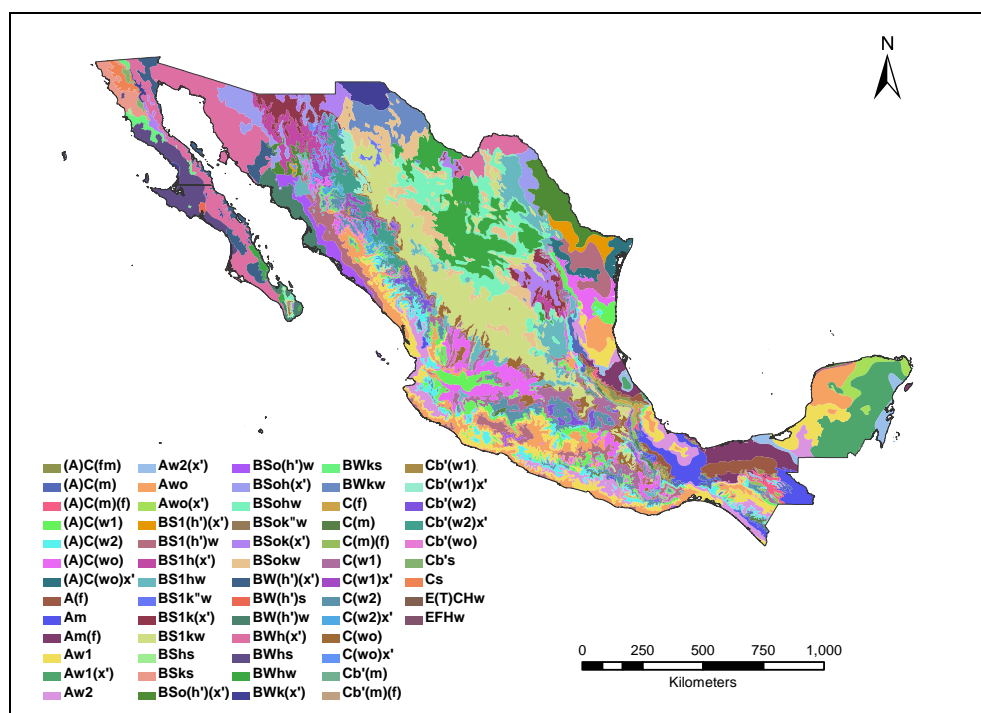 N
(A)C(fm)
(A)C(m)
(A)C(m)(f)
(A)C(w1)
(A)C(w2)
(A)C(wo)
(A)C(wo)x'
A(f)
Am
Am(f)
Aw1
Aw1(x')
Aw2
Aw2(x')
Awo
Awo(x')
BS1(h')(x')
BS1(h')w
BS1h(x')
BS1hw
BS1k"w
BS1k(x')
BS1kw
BShs
BSks
BSo(h')(x')
BSo(h')w
BSoh(x')
BSohw
BSok"w
BSok(x')
BSokw
BW(h')(x')
BW(h')s
BW(h')w
BWh(x')
BWhs
BWhw
BWk(x')
BWks
BWkw
C(f)
C(m)
C(m)(f)
C(w1)
C(w1)x'
C(w2)
C(w2)x'
C(wo)
C(wo)x'
Cb'(m)
Cb'(m)(f)
Cb'(w1)
Cb'(w1)x'
Cb'(w2)
Cb'(w2)x'
Cb'(wo)
Cb's
Cs
E(T)CHw
EFHw
0 250 500 750 1,000
Kilometers